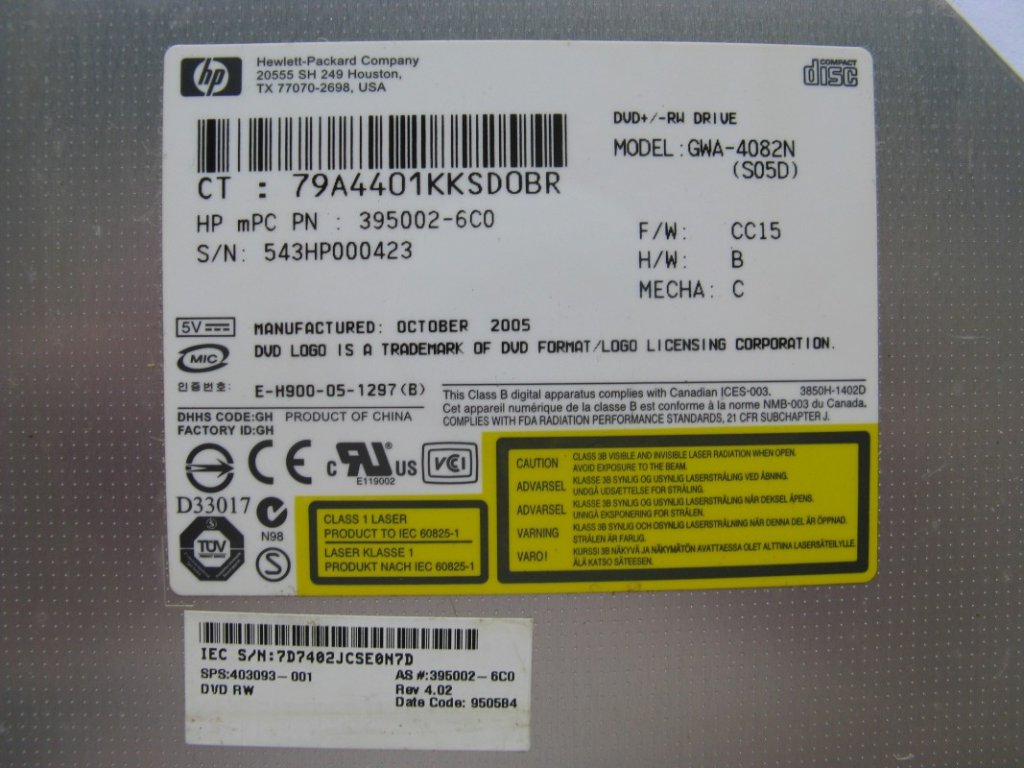 hp
Hewlett-Packard Company
20555 SH 249 Houston,
TX 77070-2698, USA
COMPACT
disc
DVD+/-RW DRIVE
MODEL:GWA-4082N
(S05D)
CT : 79A4401KKSD0BR
HP mPC PN : 395002-6C0
S/N: 543HP000423
F/W: CC15
H/W: B
MECHA: C
5V
MANUFACTURED: OCTOBER 2005
MIC
DVD LOGO IS A TRADEMARK OF DVD FORMAT/LOGO LICENSING CORPORATION.
인증번호: E-H900-05-1297(B)
This Class B digital apparatus complies with Canadian ICES-003. 3850H-1402D
Cet appareil numérique de la classe B est conforme à la norme NMB-003 du Canada.
COMPLIES WITH FDA RADIATION PERFORMANCE STANDARDS, 21 CFR SUBCHAPTER J.
DHHS CODE:GH PRODUCT OF CHINA
FACTORY ID:GH
CE
c RU US
E119002
VCI
D33017
N98
TÜV
S
CLASS 1 LASER
PRODUCT TO IEC 60825-1
LASER KLASSE 1
PRODUKT NACH IEC 60825-1
CAUTION CLASS 3B VISIBLE AND INVISIBLE LASER RADIATION WHEN OPEN.
AVOID EXPOSURE TO THE BEAM.
ADVARSEL KLASSE 3B SYNLIG OG USYNLIG LASERSTRÅLING VED ÅBNING.
UNDGÅ UDSÆTTELSE FOR STRÅLING.
ADVARSEL KLASSE 3B SYNLIG OG USYNLIG LASERSTRÅLING NÅR DEKSEL ÅPENS.
UNNGÅ EKSPONERING FOR STRÅLEN.
VARNING KLASS 3B SYNLIG OCH OSYNLIG LASERSTRÅLNING NÄR DENNA DEL ÄR ÖPPNAD.
STRÅLEN ÄR FARLIG.
VARO! KURSSI 3B NÄKYVÄ JA NÄKYMÄTÖN AVATTAESSA OLET ALTTIINA LASERSÄTEILYLLE.
ÄLÄ KATSO SÄTEESEEN.
IEC S/N:7D7402JCSE0N7D
SPS:403093-001 AS #:395002-6C0
DVD RW Rev 4.02
Date Code: 9505B4